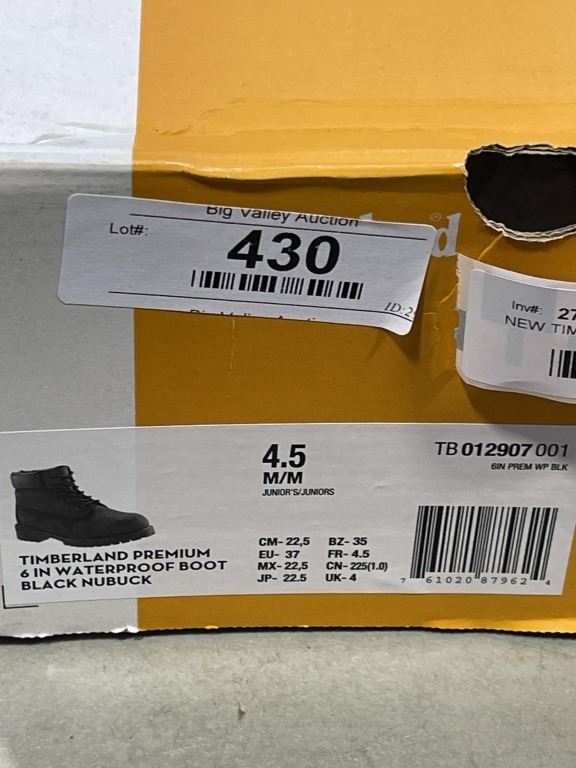 Big Valley Auction
Lot#:
430
d
Inv#: 27
NEW TIM
4.5
M/M
JUNIOR'S/JUNIORS
TB 012907 001
6IN PREM WP BLK
CM- 22,5 BZ- 35
EU- 37 FR- 4.5
MX- 22,5 CN- 225(1.0)
JP- 22.5 UK- 4
TIMBERLAND PREMIUM
6 IN WATERPROOF BOOT
BLACK NUBUCK
7 61020 87962 4